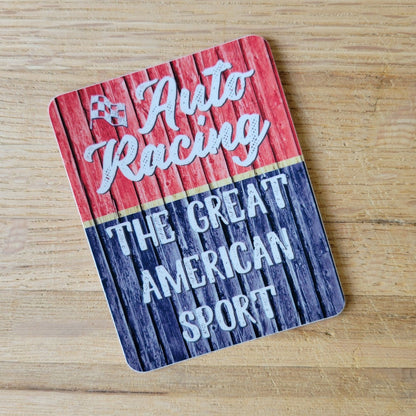 Auto
Racing
THE GREAT
AMERICAN
SPORT